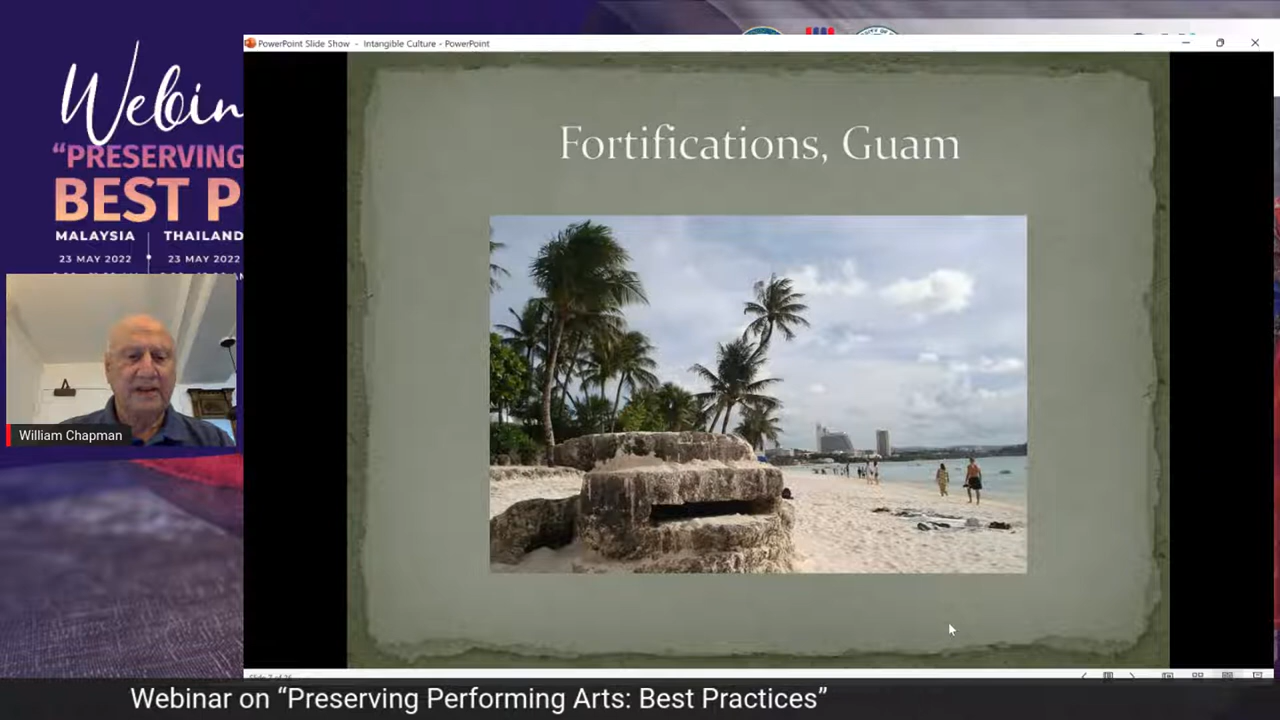 PowerPoint Slide Show - Intangible Culture - PowerPoint
Webin
“PRESERVING
BEST P
MALAYSIA | THAILAND
23 MAY 2022 23 MAY 2022
Fortifications, Guam
William Chapman
Webinar on “Preserving Performing Arts: Best Practices”